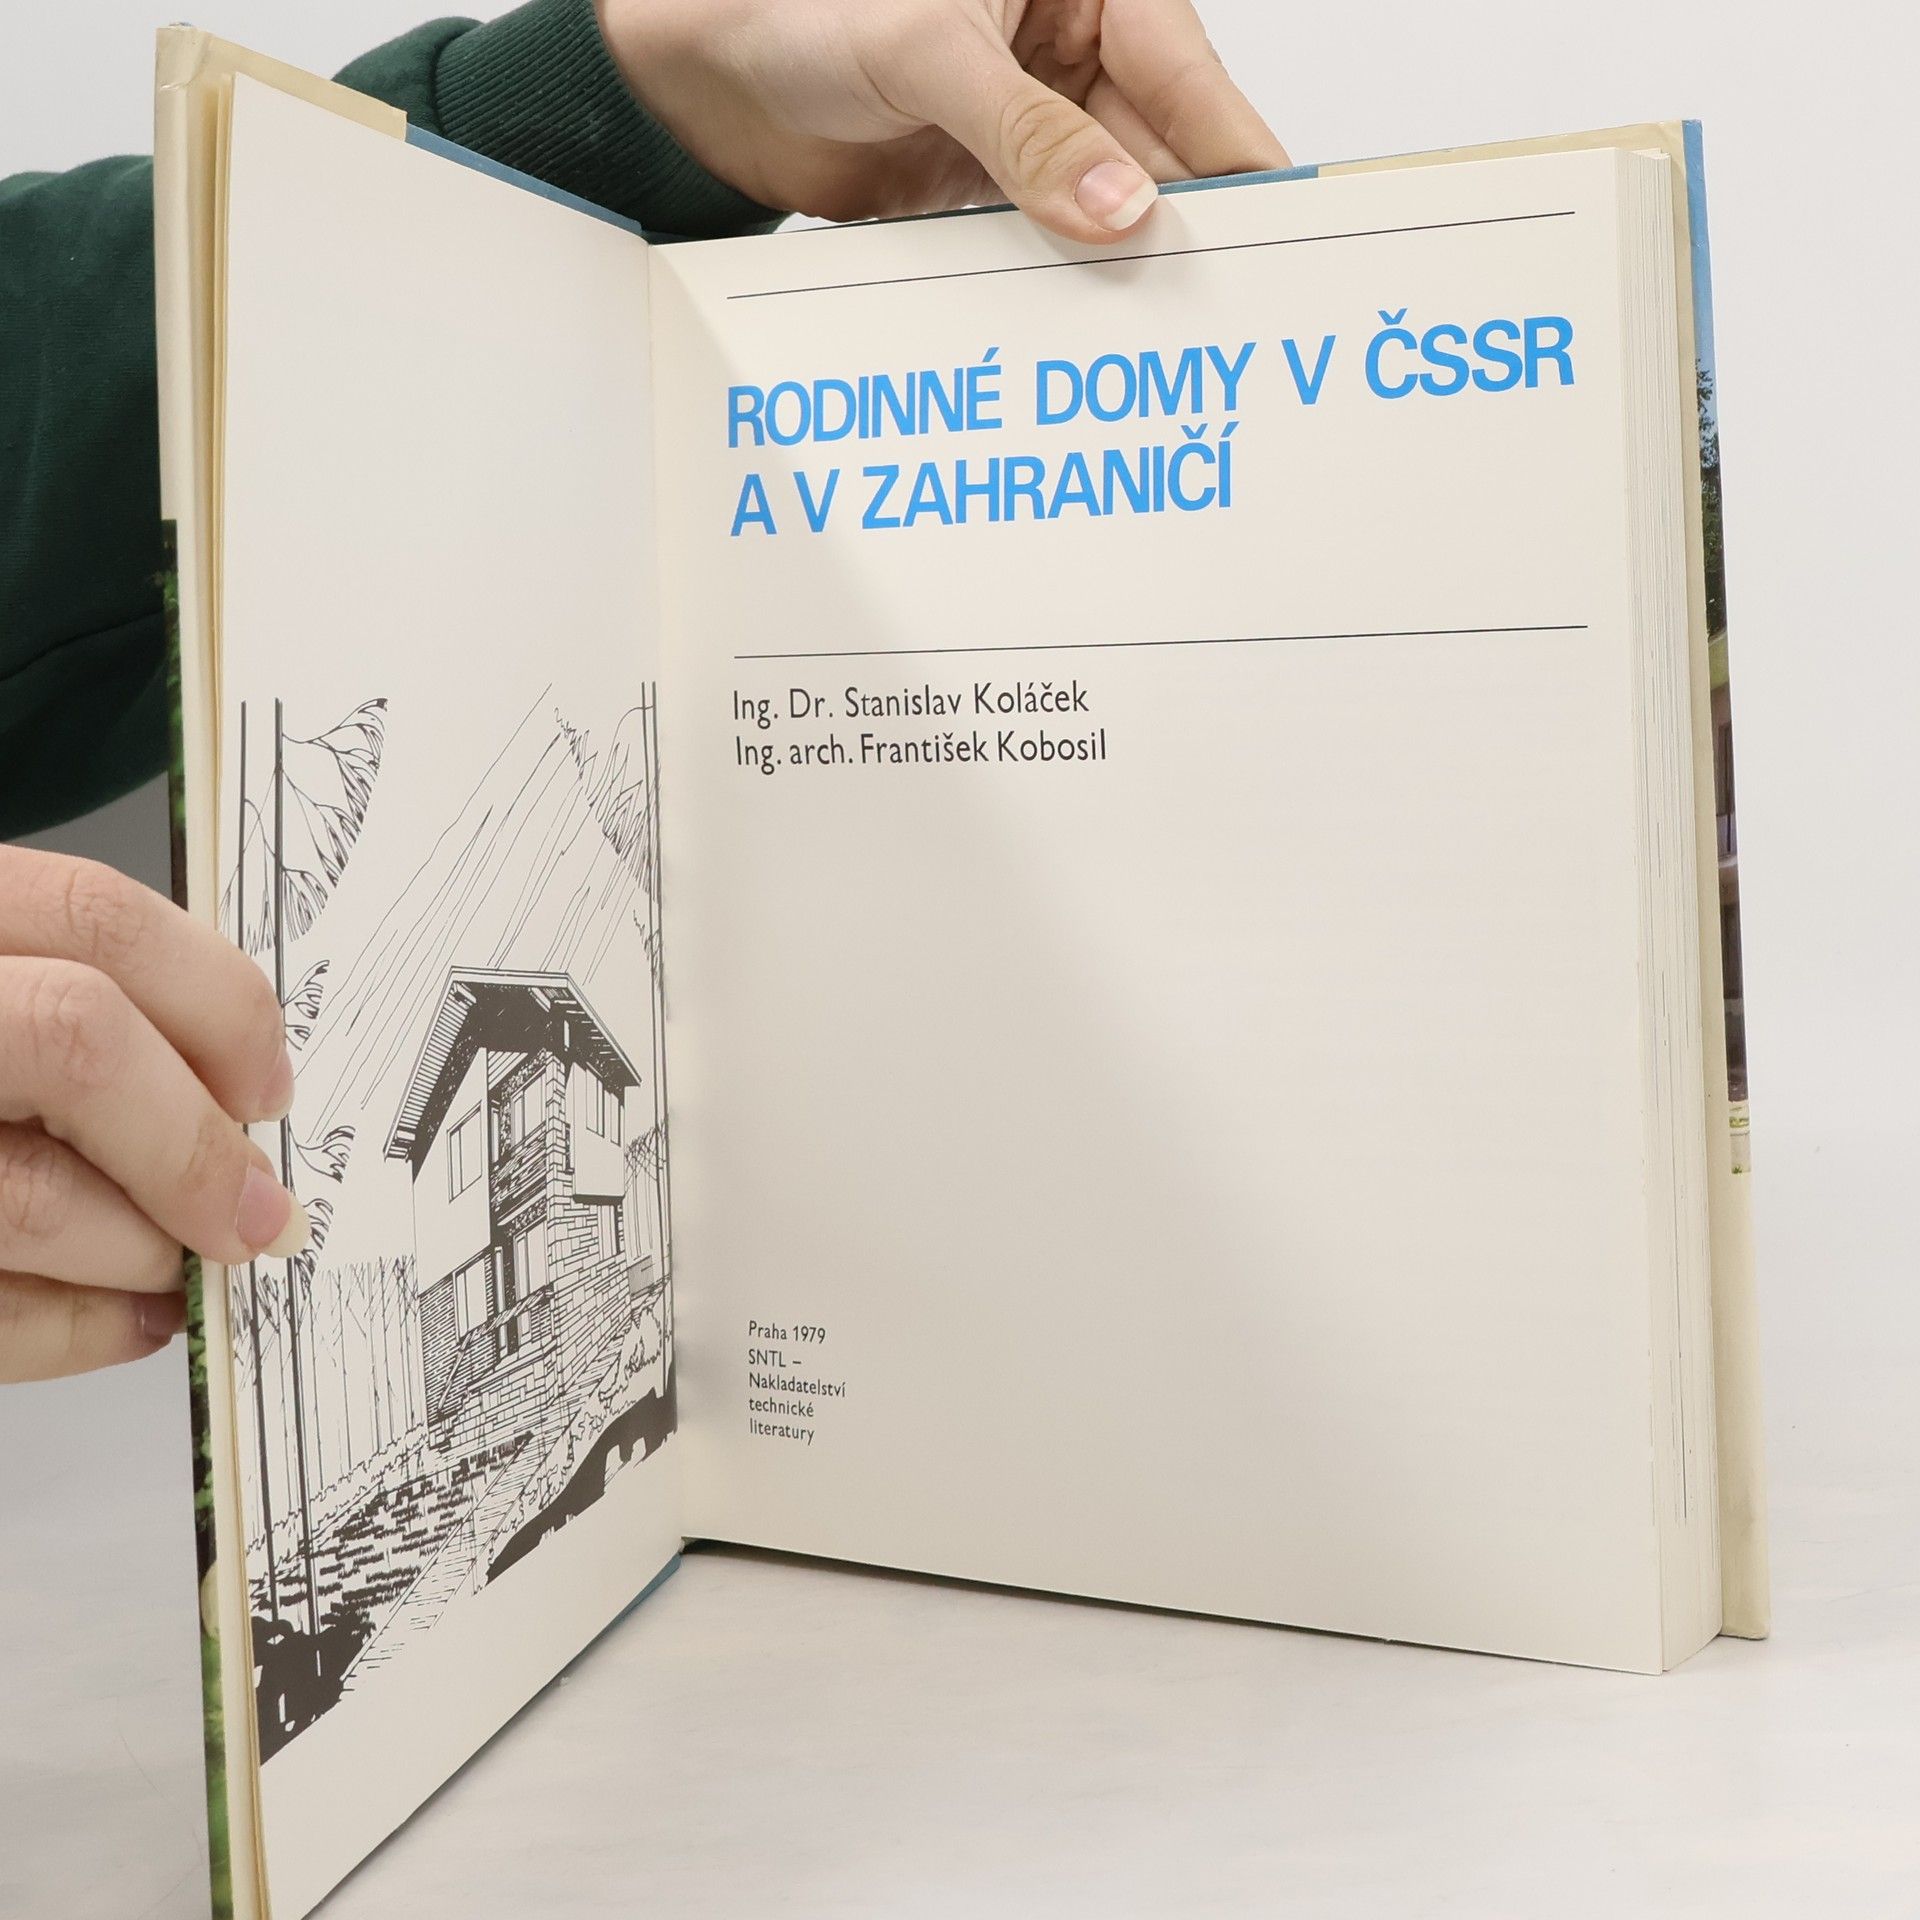 RODINNÉ DOMY V ČSSR
A V ZAHRANIČÍ
Ing. Dr. Stanislav Koláček
Ing. arch. František Kobosil
Praha 1979
SNTL –
Nakladatelství
technické
literatury